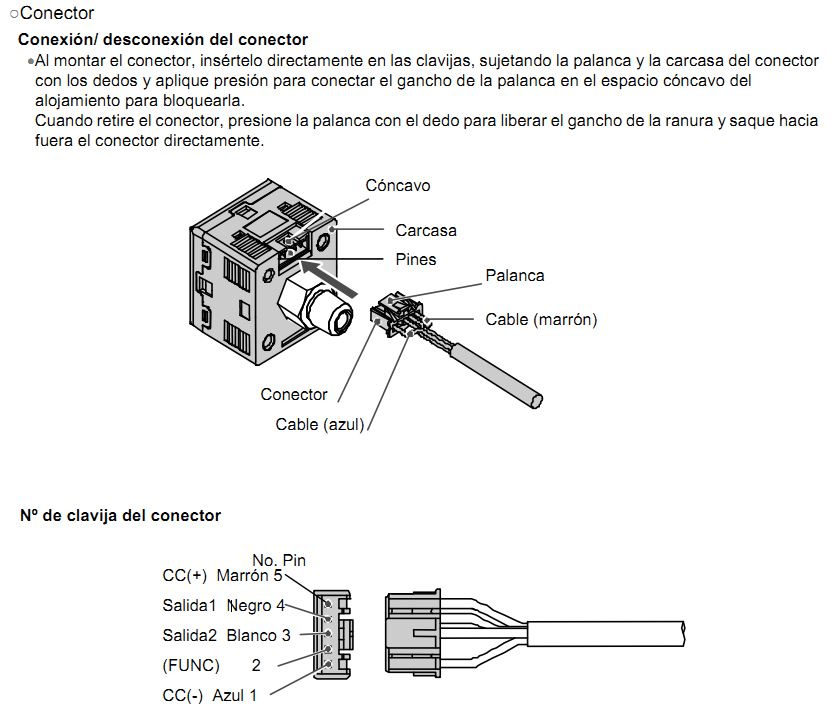 ○Conector
Conexión/ desconexión del conector
•Al montar el conector, insértelo directamente en las clavijas, sujetando la palanca y la carcasa del conector
con los dedos y aplique presión para conectar el gancho de la palanca en el espacio cóncavo del
alojamiento para bloquearla.
Cuando retire el conector, presione la palanca con el dedo para liberar el gancho de la ranura y saque hacia
fuera el conector directamente.
Cóncavo
Carcasa
Pines
Palanca
Cable (marrón)
Conector
Cable (azul)
Nº de clavija del conector
No. Pin
CC(+) Marrón 5
Salida1 Negro 4
Salida2 Blanco 3
(FUNC) 2
CC(-) Azul 1